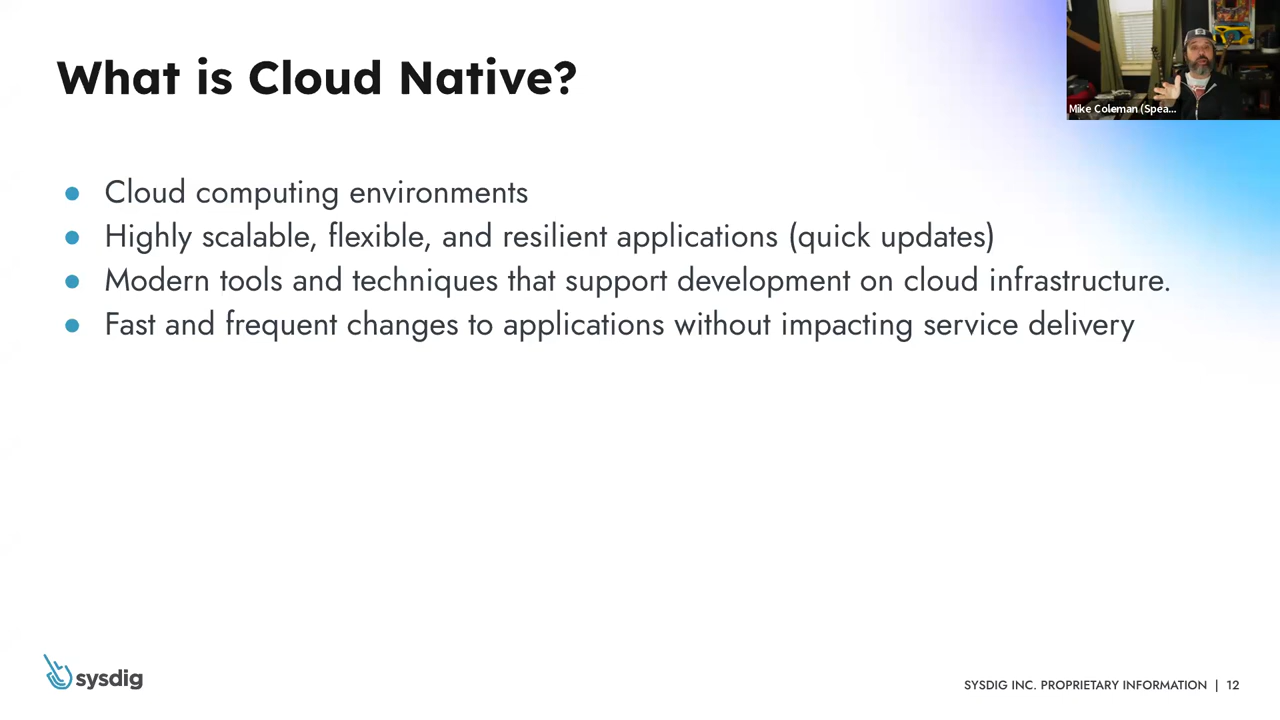 What is Cloud Native?
Mike Coleman (Spea...
● Cloud computing environments
● Highly scalable, flexible, and resilient applications (quick updates)
● Modern tools and techniques that support development on cloud infrastructure.
● Fast and frequent changes to applications without impacting service delivery
sysdig
SYSDIG INC. PROPRIETARY INFORMATION | 12